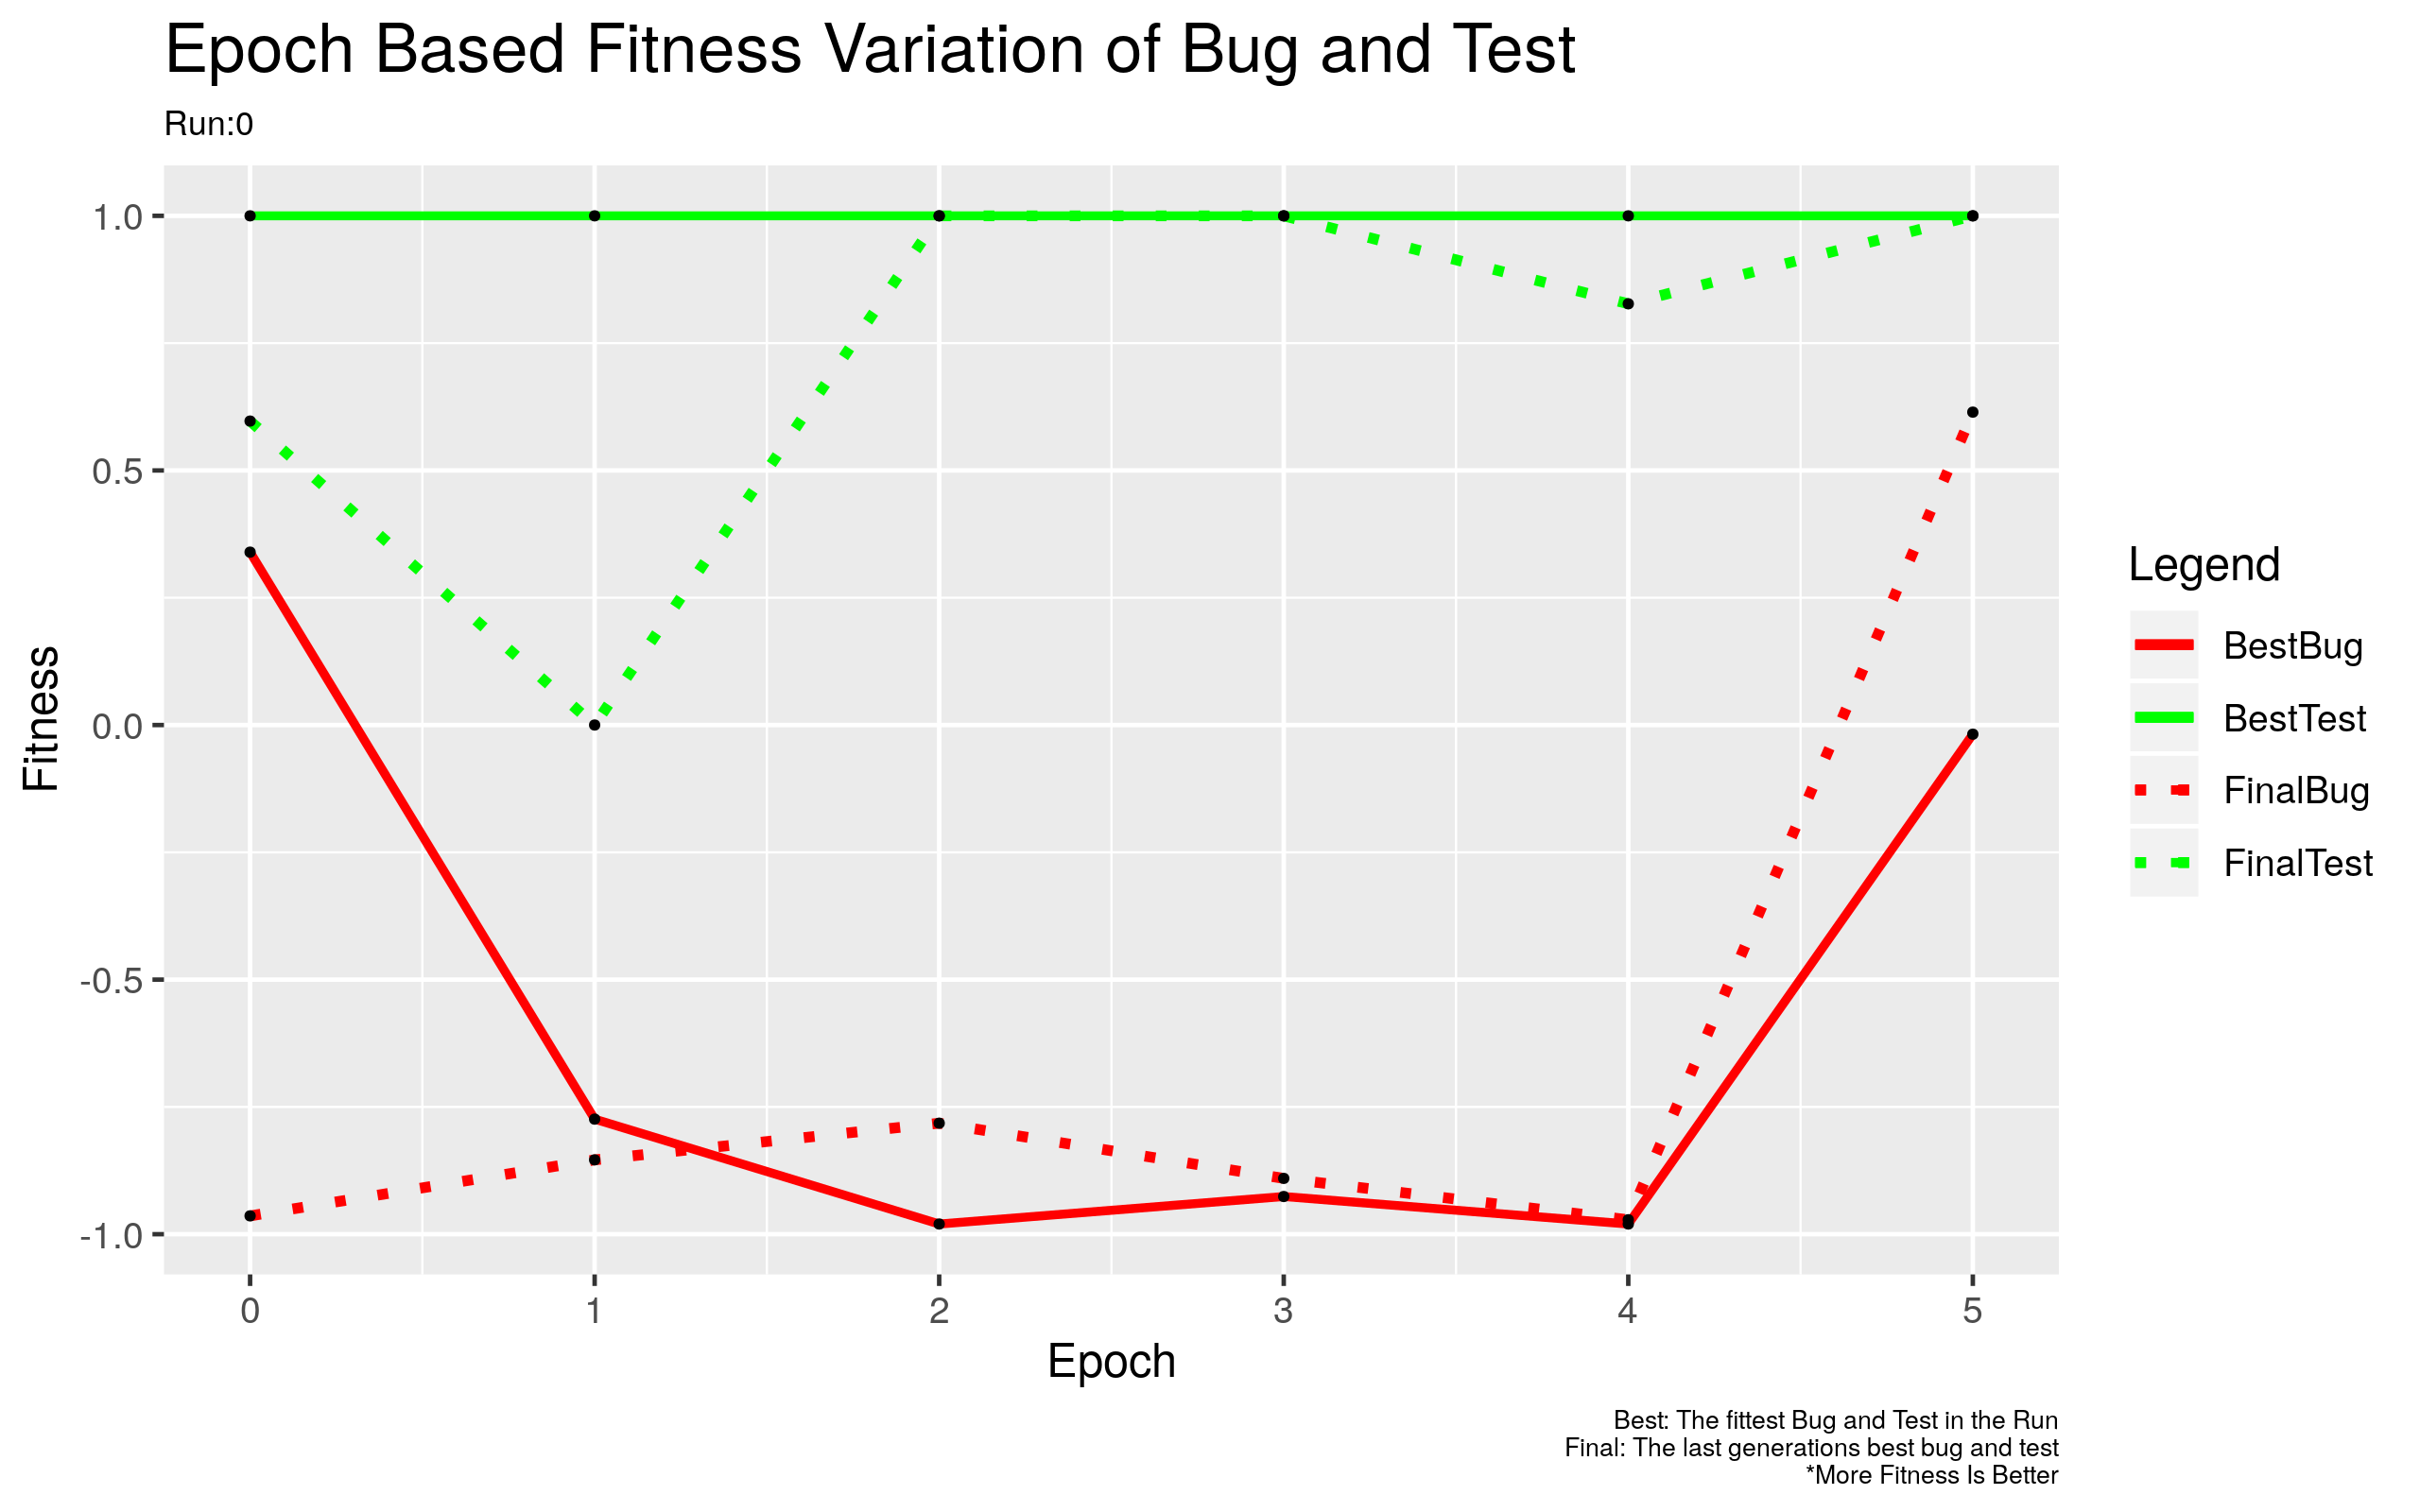 Epoch Based Fitness Variation of Bug and Test
Run:0
1.0
0.5
0.0
-0.5
-1.0
Fitness
0 1 2 3 4 5
Epoch
Legend
BestBug
BestTest
FinalBug
FinalTest
Best: The fittest Bug and Test in the Run
Final: The last generations best bug and test
*More Fitness Is Better